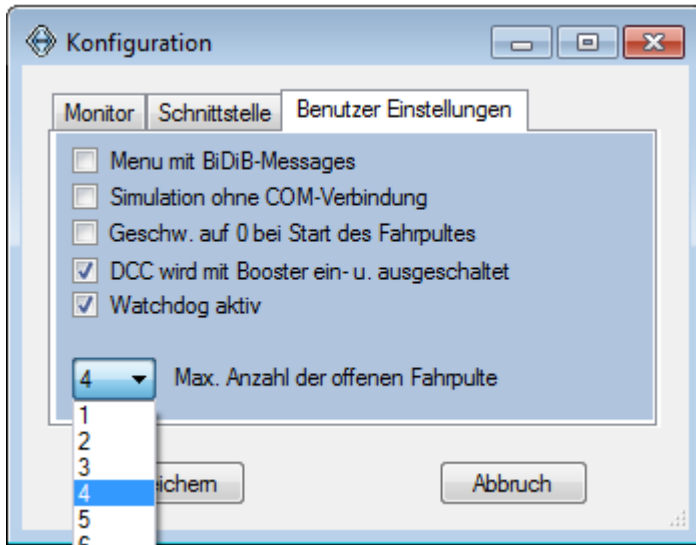 Konfiguration
Monitor Schnittstelle Benutzer Einstellungen
Menu mit BiDiB-Messages
Simulation ohne COM-Verbindung
Geschw. auf 0 bei Start des Fahrpultes
DCC wird mit Booster ein- u. ausgeschaltet
Watchdog aktiv
4 Max. Anzahl der offenen Fahrpulte
1
2
3
4
5
6
ichern Abbruch